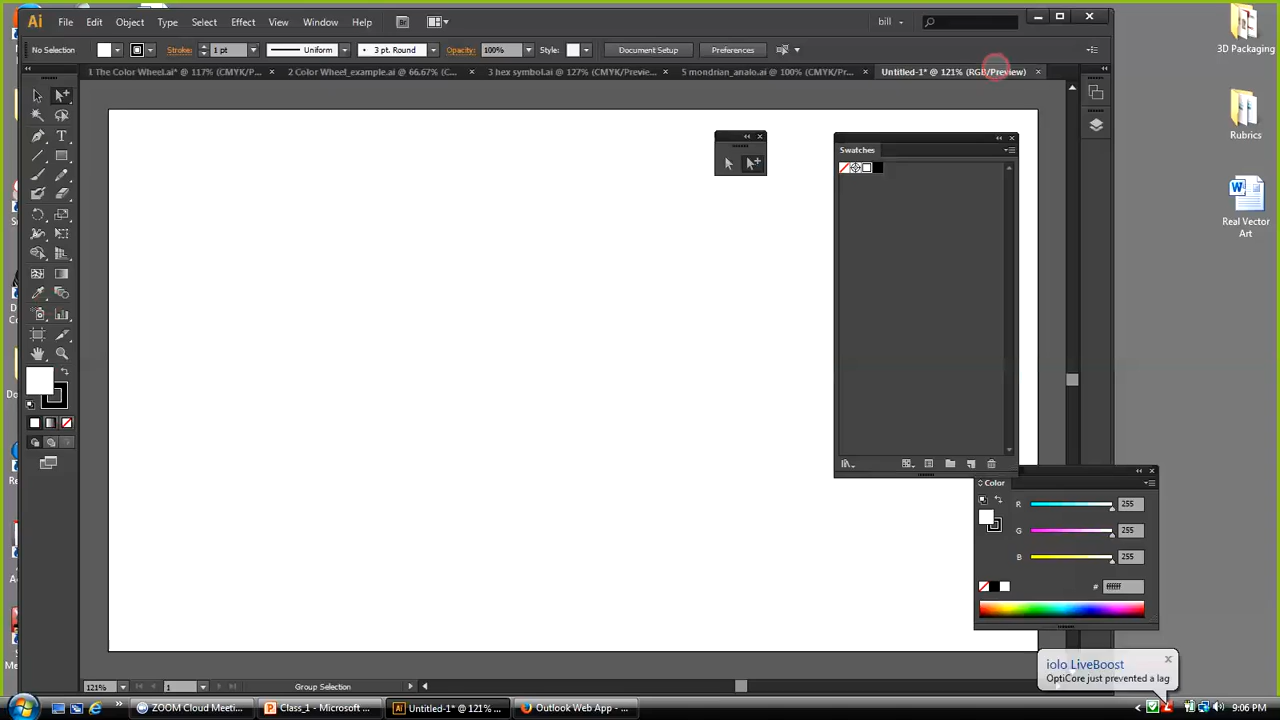 Ai File Edit Object Type Select Effect View Window Help Br bill
No Selection Stroke: 1 pt Uniform 3 pt. Round Opacity: 100% Style: Document Setup Preferences
1 The Color Wheel.ai* @ 117% (CMYK/P... × 2 Color Wheel_example.ai @ 66.67% (C... × 3 hex symbol.ai @ 127% (CMYK/Previe... × 5 mondrian_analo.ai @ 100% (CMYK/Pr... × Untitled-1* @ 121% (RGB/Preview) ×
3D Packaging
Rubrics
Real Vector
Art
Swatches
Color
R 255
G 255
B 255
# ffffff
iolo LiveBoost
OptiCore just prevented a lag
121% 1 Group Selection
ZOOM Cloud Meeti... Class_1 - Microsoft ... Untitled-1* @ 121% ... Outlook Web App - ... 9:06 PM